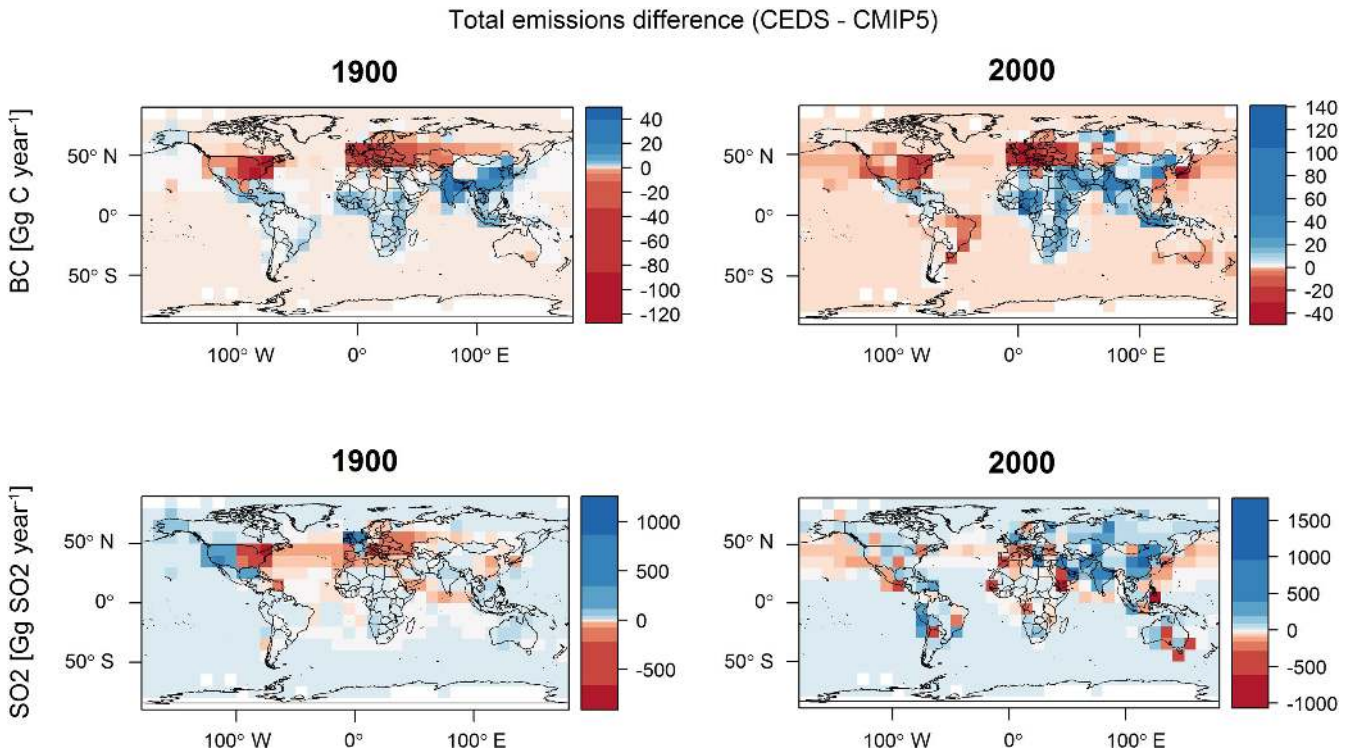 Total emissions difference (CEDS - CMIP5)
1900
2000
BC [Gg C year-1]
50° N
0°
50° S
100° W
0°
100° E
40
20
0
-20
-40
-60
-80
-100
-120
50° N
0°
50° S
100° W
0°
100° E
140
120
100
80
60
40
20
0
-20
-40
1900
2000
SO2 [Gg SO2 year-1]
50° N
0°
50° S
100° W
0°
100° E
1000
500
0
-500
50° N
0°
50° S
100° W
0°
100° E
1500
1000
500
0
-500
-1000